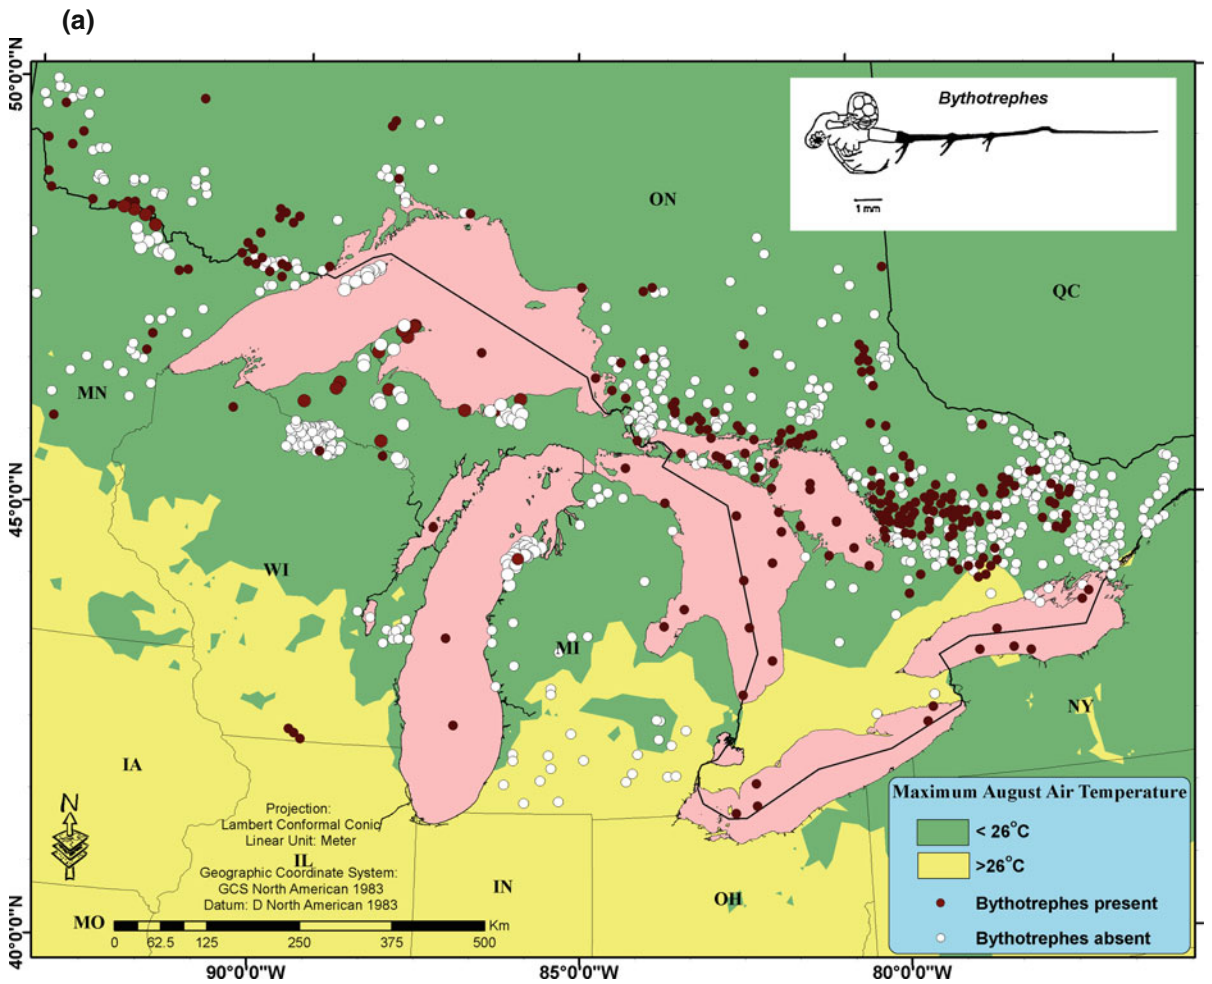 (a)
50°0'0"N
45°0'0"N
40°0'0"N
90°0'0"W
85°0'0"W
80°0'0"W
Bythotrephes
1 mm
ON
QC
MN
WI
MI
NY
IA
IL
IN
OH
MO
N
Projection:
Lambert Conformal Conic
Linear Unit: Meter
Geographic Coordinate System:
GCS North American 1983
Datum: D North American 1983
0 62.5 125 250 375 500 Km
Maximum August Air Temperature
< 26°C
>26°C
Bythotrephes present
Bythotrephes absent